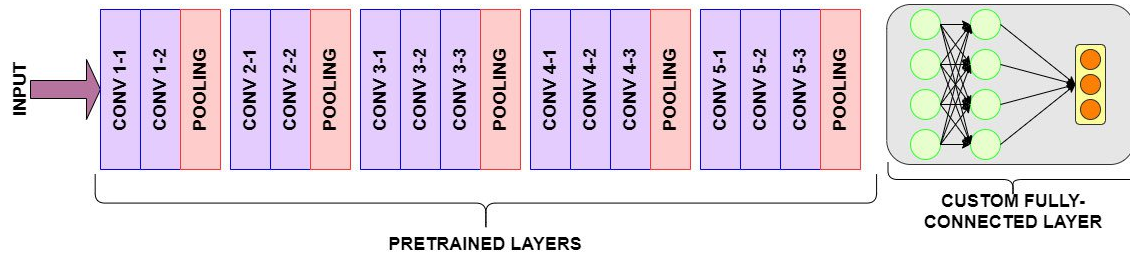 INPUT
CONV 1-1
CONV 1-2
POOLING
CONV 2-1
CONV 2-2
POOLING
CONV 3-1
CONV 3-2
CONV 3-3
POOLING
CONV 4-1
CONV 4-2
CONV 4-3
POOLING
CONV 5-1
CONV 5-2
CONV 5-3
POOLING
PRETRAINED LAYERS
CUSTOM FULLY-
CONNECTED LAYER